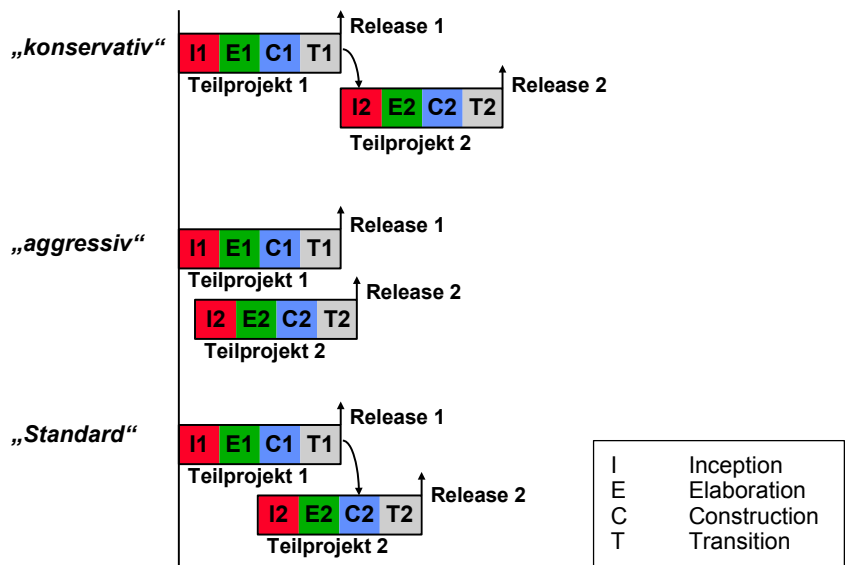 Release 1
„konservativ“
I1 E1 C1 T1
Teilprojekt 1
Release 2
I2 E2 C2 T2
Teilprojekt 2
Release 1
„aggressiv“
I1 E1 C1 T1
Teilprojekt 1
Release 2
I2 E2 C2 T2
Teilprojekt 2
Release 1
„Standard“
I1 E1 C1 T1
Teilprojekt 1
Release 2
I2 E2 C2 T2
Teilprojekt 2
I Inception
E Elaboration
C Construction
T Transition